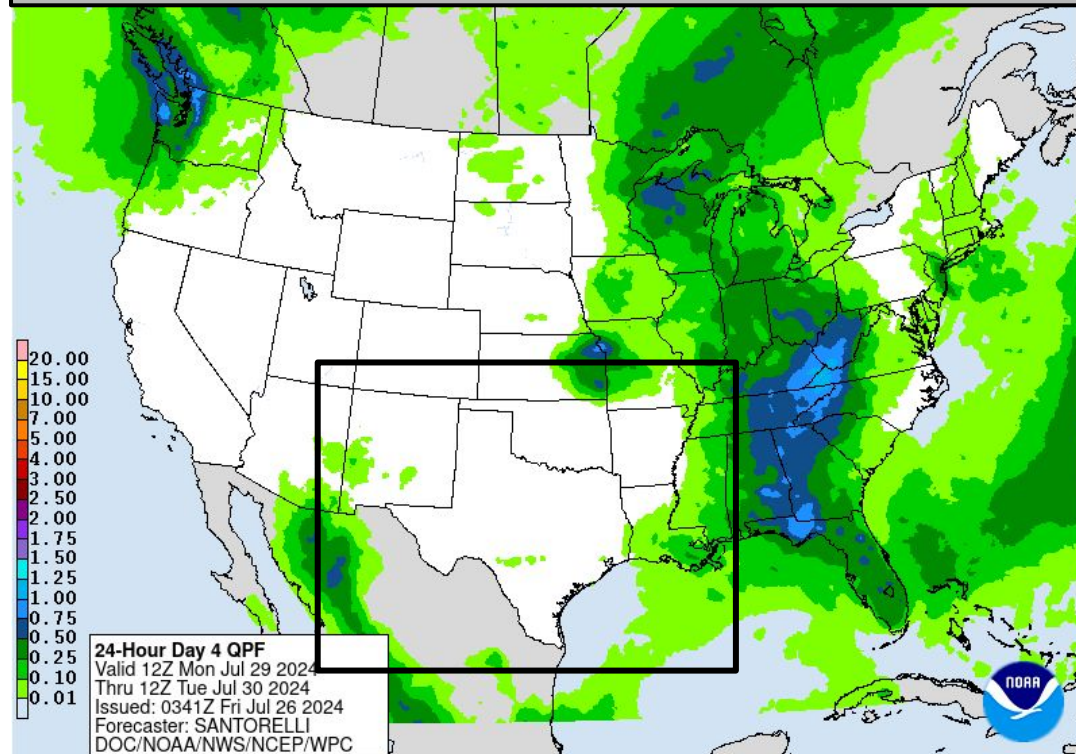 20.00
15.00
10.00
7.00
5.00
4.00
3.00
2.50
2.00
1.75
1.50
1.25
1.00
0.75
0.50
0.25
0.10
0.01
24-Hour Day 4 QPF
Valid 12Z Mon Jul 29 2024
Thru 12Z Tue Jul 30 2024
Issued: 0341Z Fri Jul 26 2024
Forecaster: SANTORELLI
DOC/NOAA/NWS/NCEP/WPC
NOAA